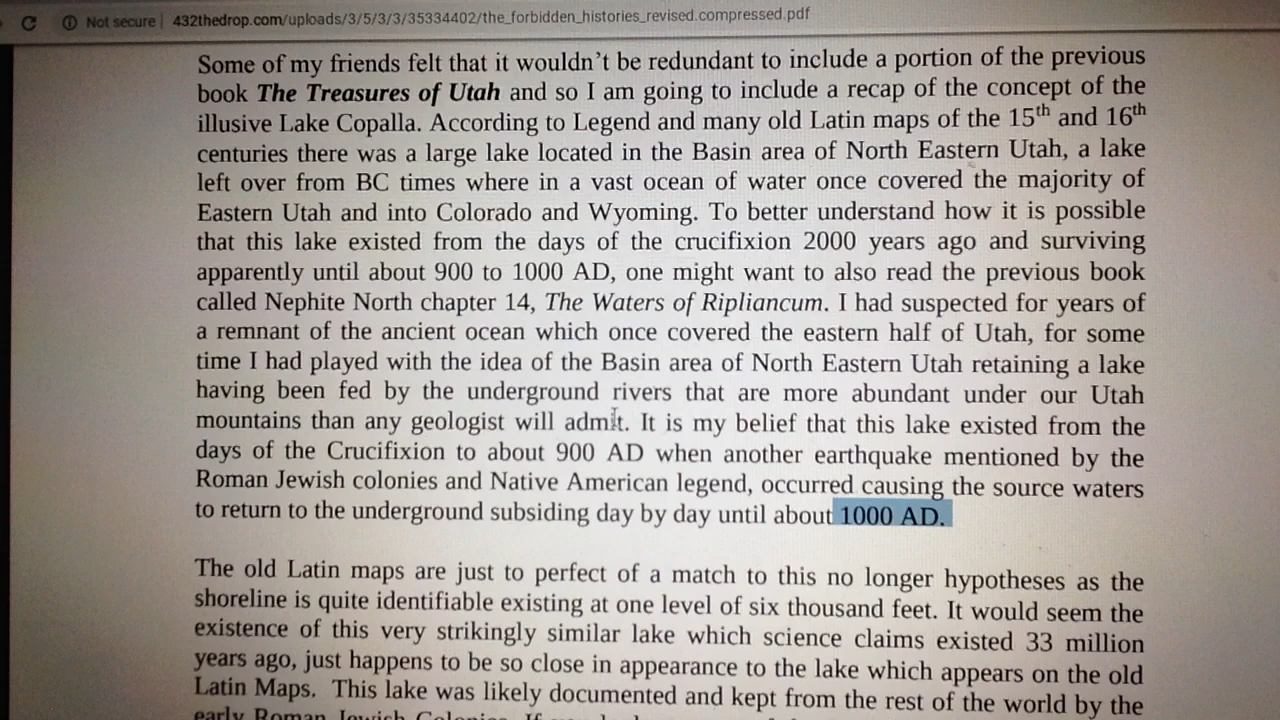 Not secure | 432thedrop.com/uploads/3/5/3/3/35334402/the_forbidden_histories_revised.compressed.pdf
Some of my friends felt that it wouldn't be redundant to include a portion of the previous
book The Treasures of Utah and so I am going to include a recap of the concept of the
illusive Lake Copalla. According to Legend and many old Latin maps of the 15th and 16th
centuries there was a large lake located in the Basin area of North Eastern Utah, a lake
left over from BC times where in a vast ocean of water once covered the majority of
Eastern Utah and into Colorado and Wyoming. To better understand how it is possible
that this lake existed from the days of the crucifixion 2000 years ago and surviving
apparently until about 900 to 1000 AD, one might want to also read the previous book
called Nephite North chapter 14, The Waters of Ripliancum. I had suspected for years of
a remnant of the ancient ocean which once covered the eastern half of Utah, for some
time I had played with the idea of the Basin area of North Eastern Utah retaining a lake
having been fed by the underground rivers that are more abundant under our Utah
mountains than any geologist will admit. It is my belief that this lake existed from the
days of the Crucifixion to about 900 AD when another earthquake mentioned by the
Roman Jewish colonies and Native American legend, occurred causing the source waters
to return to the underground subsiding day by day until about 1000 AD.
The old Latin maps are just to perfect of a match to this no longer hypotheses as the
shoreline is quite identifiable existing at one level of six thousand feet. It would seem the
existence of this very strikingly similar lake which science claims existed 33 million
years ago, just happens to be so close in appearance to the lake which appears on the old
Latin Maps. This lake was likely documented and kept from the rest of the world by the
early Roman Jewish Colonies. If